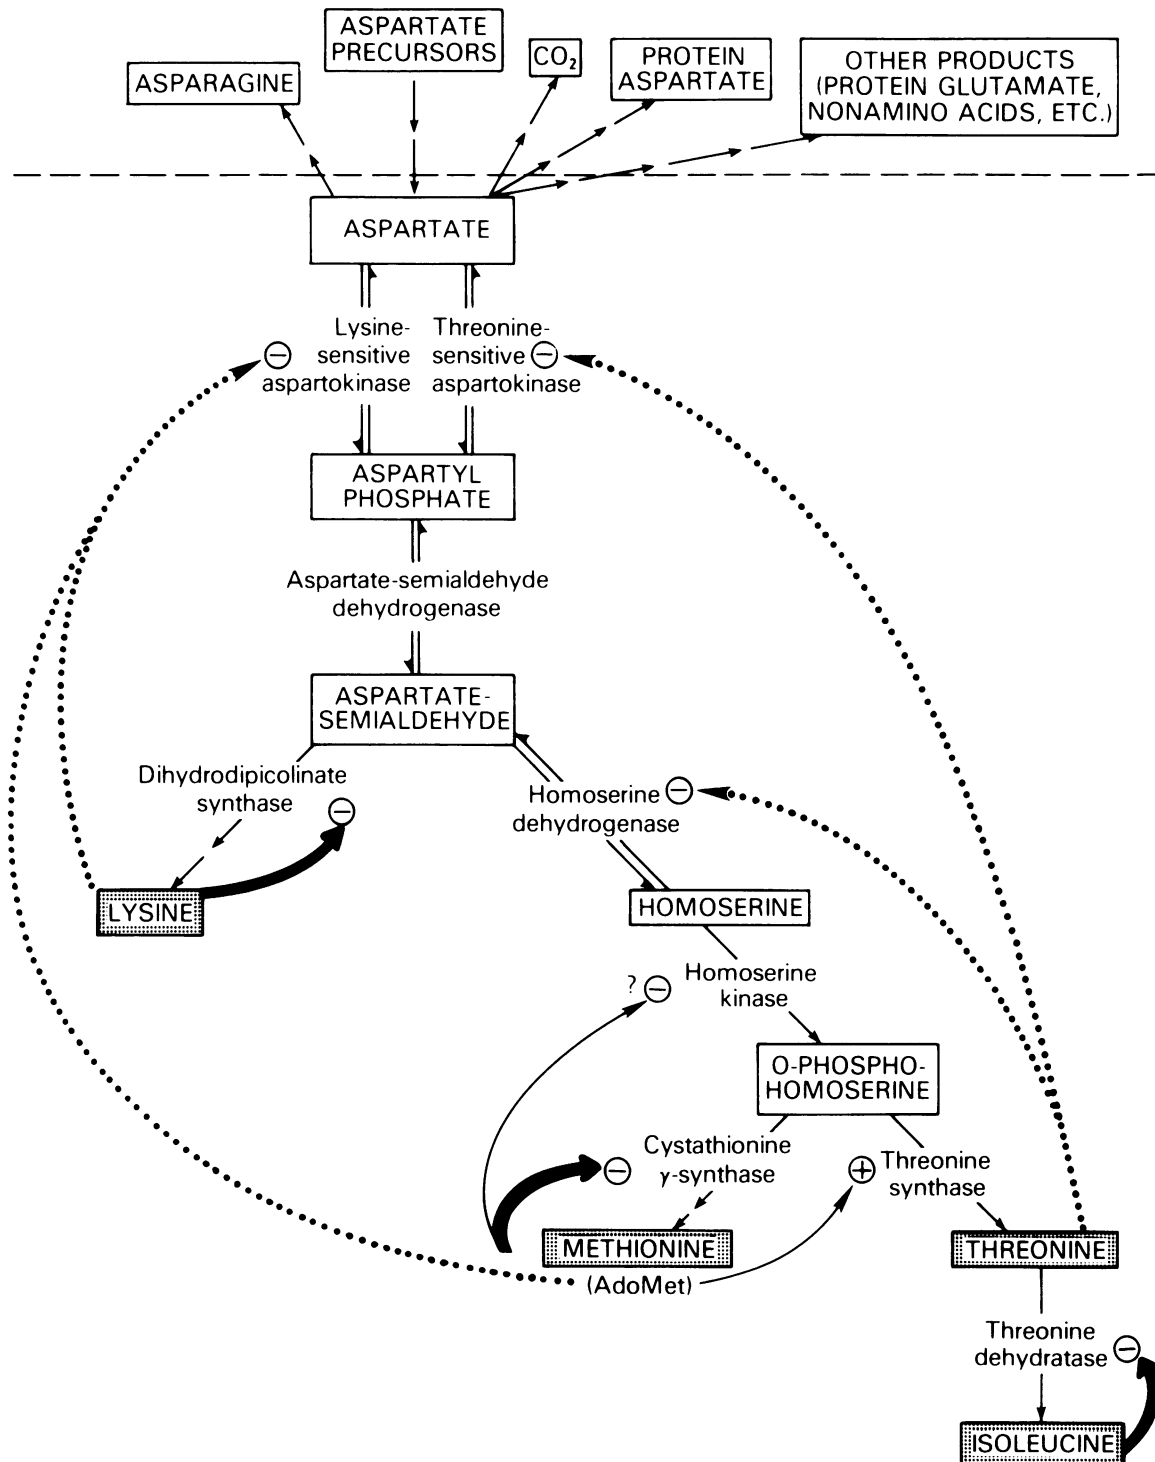 ASPARTATE
PRECURSORS
CO₂
PROTEIN
ASPARTATE
OTHER PRODUCTS
(PROTEIN GLUTAMATE,
NONAMINO ACIDS, ETC.)
ASPARAGINE
ASPARTATE
Lysine-
sensitive
aspartokinase
Threonine-
sensitive
aspartokinase
ASPARTYL
PHOSPHATE
Aspartate-semialdehyde
dehydrogenase
ASPARTATE-
SEMIALDEHYDE
Dihydrodipicolinate
synthase
Homoserine
dehydrogenase
LYSINE
HOMOSERINE
?
Homoserine
kinase
O-PHOSPHO-
HOMOSERINE
Cystathionine
γ-synthase
Threonine
synthase
METHIONINE
(AdoMet)
THREONINE
Threonine
dehydratase
ISOLEUCINE